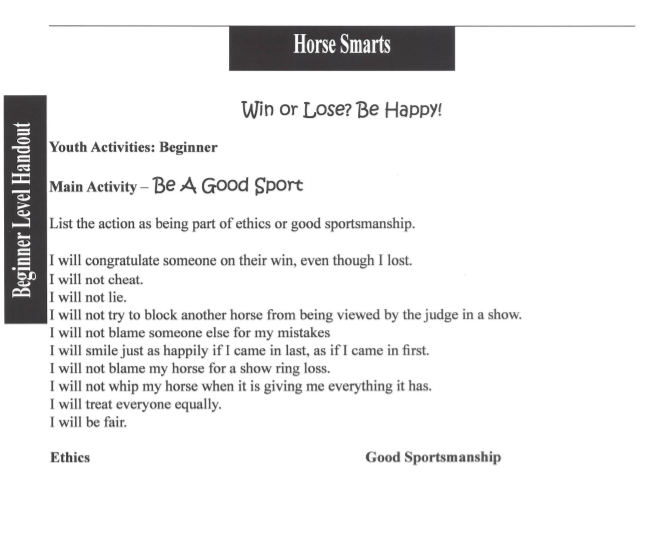 Horse Smarts
Win or Lose? Be Happy!
Beginner Level Handout
Youth Activities: Beginner
Main Activity – Be A Good Sport
List the action as being part of ethics or good sportsmanship.
I will congratulate someone on their win, even though I lost.
I will not cheat.
I will not lie.
I will not try to block another horse from being viewed by the judge in a show.
I will not blame someone else for my mistakes
I will smile just as happily if I came in last, as if I came in first.
I will not blame my horse for a show ring loss.
I will not whip my horse when it is giving me everything it has.
I will treat everyone equally.
I will be fair.
Ethics Good Sportsmanship